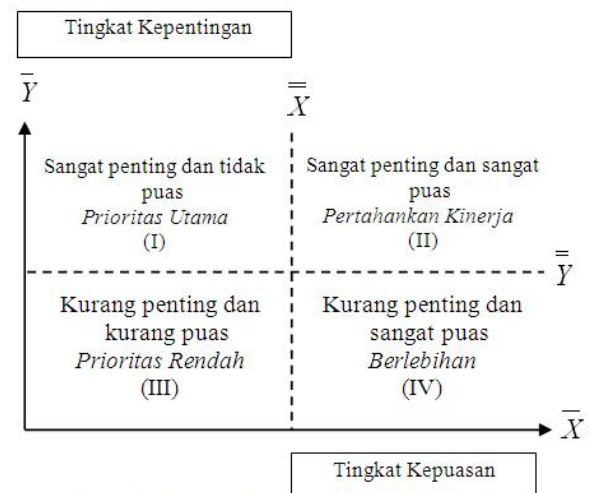 Tingkat Kepentingan
Y̅
X̿
Sangat penting dan tidak
puas
Prioritas Utama
(I)
Sangat penting dan sangat
puas
Pertahankan Kinerja
(II)
Y̿
Kurang penting dan
kurang puas
Prioritas Rendah
(III)
Kurang penting dan
sangat puas
Berlebihan
(IV)
X̅
Tingkat Kepuasan